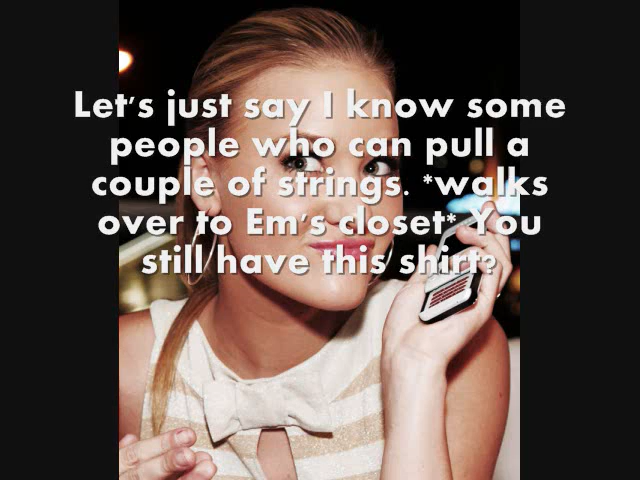 Let's just say I know some
people who can pull a
couple of strings. *walks
over to Em's closet* You
still have this shirt?